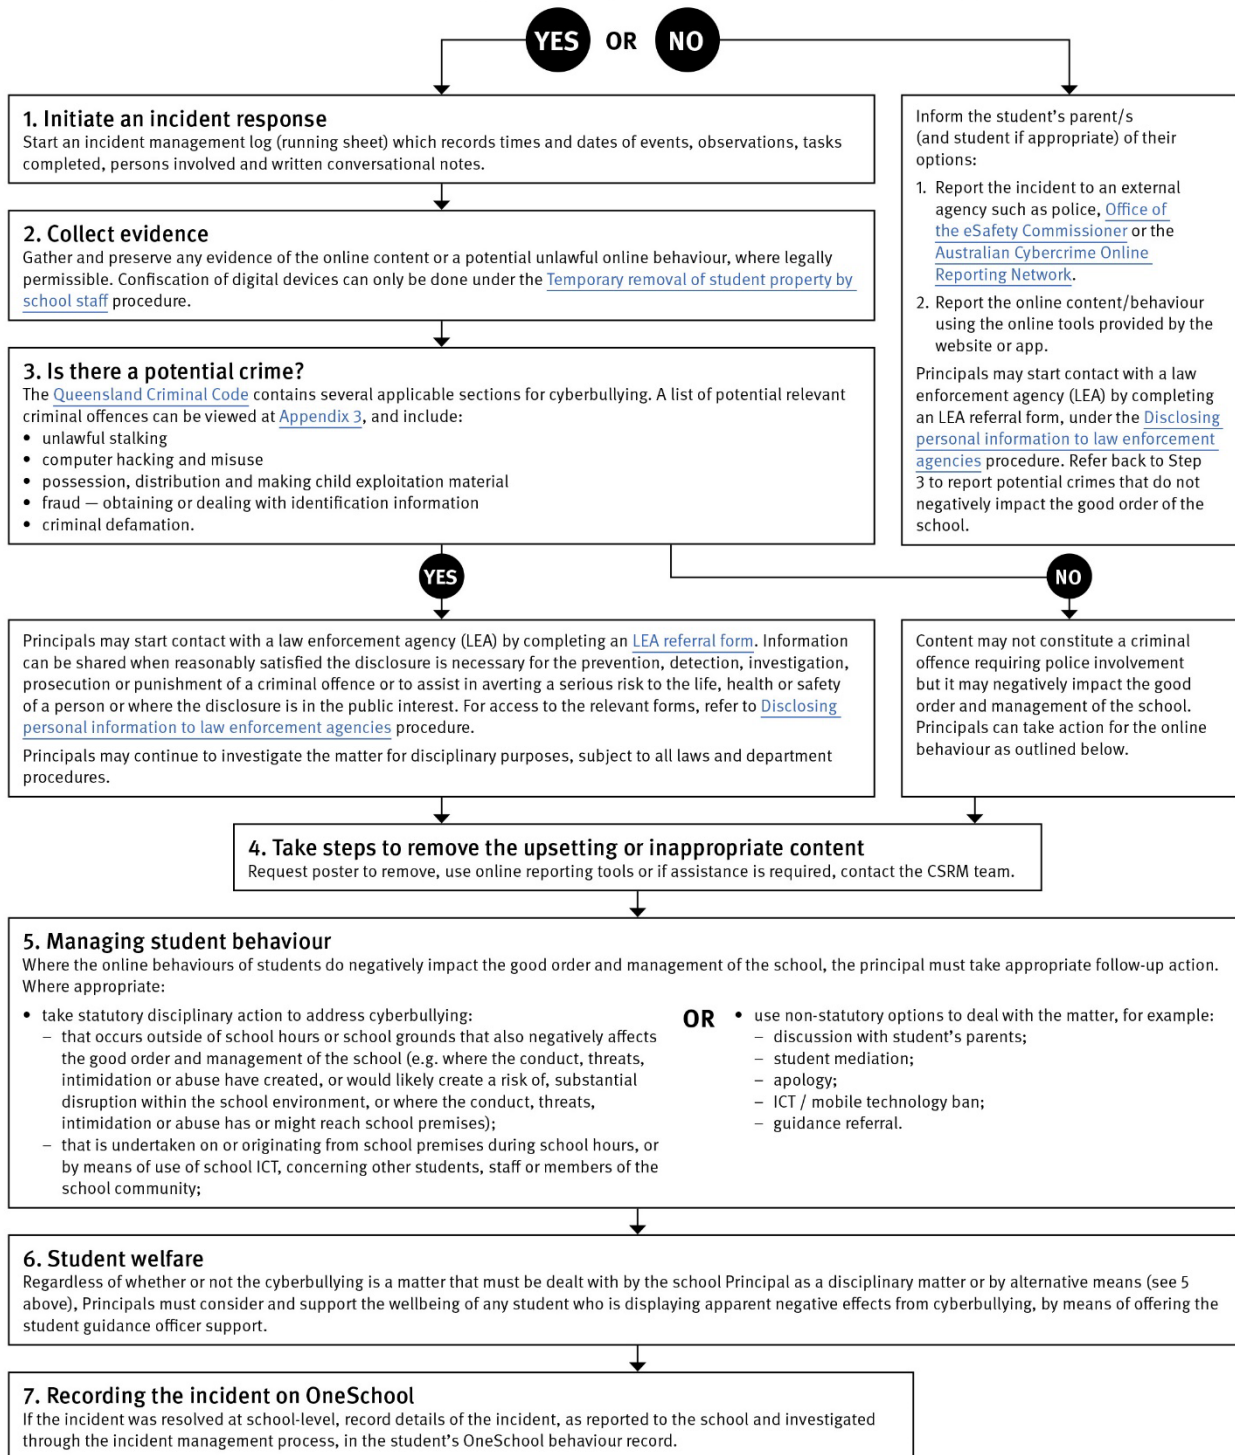 YES OR NO
1. Initiate an incident response
Start an incident management log (running sheet) which records times and dates of events, observations, tasks
completed, persons involved and written conversational notes.
2. Collect evidence
Gather and preserve any evidence of the online content or a potential unlawful online behaviour, where legally
permissible. Confiscation of digital devices can only be done under the Temporary removal of student property by
school staff procedure.
3. Is there a potential crime?
The Queensland Criminal Code contains several applicable sections for cyberbullying. A list of potential relevant
criminal offences can be viewed at Appendix 3, and include:
• unlawful stalking
• computer hacking and misuse
• possession, distribution and making child exploitation material
• fraud — obtaining or dealing with identification information
• criminal defamation.
Inform the student's parent/s
(and student if appropriate) of their
options:
1. Report the incident to an external
agency such as police, Office of
the eSafety Commissioner or the
Australian Cybercrime Online
Reporting Network.
2. Report the online content/behaviour
using the online tools provided by the
website or app.
Principals may start contact with a law
enforcement agency (LEA) by completing
an LEA referral form, under the Disclosing
personal information to law enforcement
agencies procedure. Refer back to Step
3 to report potential crimes that do not
negatively impact the good order of the
school.
YES
NO
Principals may start contact with a law enforcement agency (LEA) by completing an LEA referral form. Information
can be shared when reasonably satisfied the disclosure is necessary for the prevention, detection, investigation,
prosecution or punishment of a criminal offence or to assist in averting a serious risk to the life, health or safety
of a person or where the disclosure is in the public interest. For access to the relevant forms, refer to Disclosing
personal information to law enforcement agencies procedure.
Principals may continue to investigate the matter for disciplinary purposes, subject to all laws and department
procedures.
Content may not constitute a criminal
offence requiring police involvement
but it may negatively impact the good
order and management of the school.
Principals can take action for the online
behaviour as outlined below.
4. Take steps to remove the upsetting or inappropriate content
Request poster to remove, use online reporting tools or if assistance is required, contact the CSRM team.
5. Managing student behaviour
Where the online behaviours of students do negatively impact the good order and management of the school, the principal must take appropriate follow-up action.
Where appropriate:
• take statutory disciplinary action to address cyberbullying:
– that occurs outside of school hours or school grounds that also negatively affects
the good order and management of the school (e.g. where the conduct, threats,
intimidation or abuse have created, or would likely create a risk of, substantial
disruption within the school environment, or where the conduct, threats,
intimidation or abuse has or might reach school premises);
– that is undertaken on or originating from school premises during school hours, or
by means of use of school ICT, concerning other students, staff or members of the
school community;
OR
• use non-statutory options to deal with the matter, for example:
– discussion with student's parents;
– student mediation;
– apology;
– ICT / mobile technology ban;
– guidance referral.
6. Student welfare
Regardless of whether or not the cyberbullying is a matter that must be dealt with by the school Principal as a disciplinary matter or by alternative means (see 5
above), Principals must consider and support the wellbeing of any student who is displaying apparent negative effects from cyberbullying, by means of offering the
student guidance officer support.
7. Recording the incident on OneSchool
If the incident was resolved at school-level, record details of the incident, as reported to the school and investigated
through the incident management process, in the student's OneSchool behaviour record.